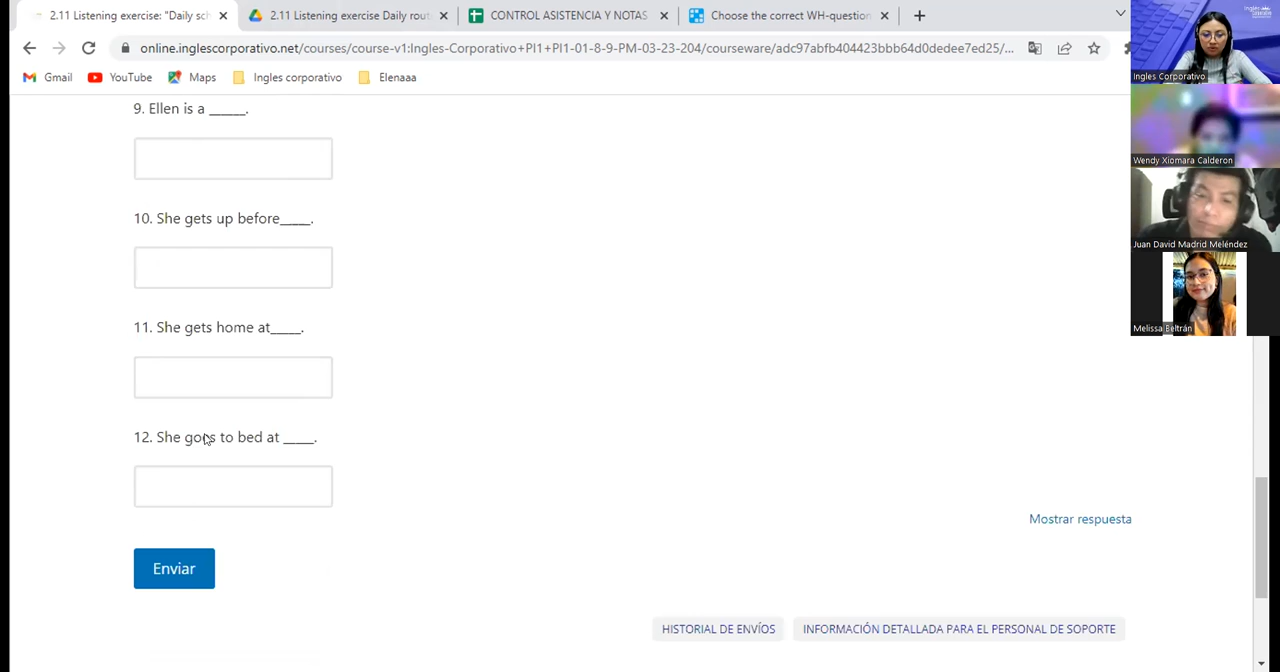 2.11 Listening exercise: "Daily sch
2.11 Listening exercise Daily rout
CONTROL ASISTENCIA Y NOTAS
Choose the correct WH-question
online.inglescorporativo.net/courses/course-v1:Ingles-Corporativo+PI1+PI1-01-8-9-PM-03-23-204/courseware/adc97abfb404423bbb64d0dedee7ed25/...
Gmail
YouTube
Maps
Ingles corporativo
Elenaaa
Ingles Corporativo
Wendy Xiomara Calderon
Juan David Madrid Meléndez
Melissa Beltrán
9. Ellen is a ______.
10. She gets up before_____.
11. She gets home at_____.
12. She goes to bed at _____.
Mostrar respuesta
Enviar
HISTORIAL DE ENVÍOS
INFORMACIÓN DETALLADA PARA EL PERSONAL DE SOPORTE